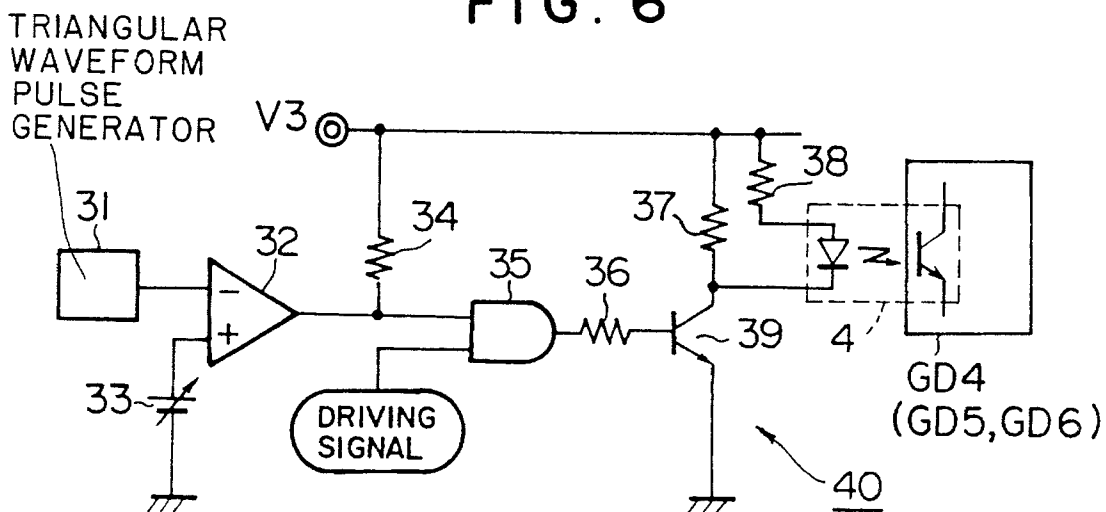 FIG. 6
TRIANGULAR
WAVEFORM
PULSE
GENERATOR
V3
31
32
33
34
35
36
37
38
39
4
DRIVING
SIGNAL
GD4
(GD5, GD6)
40